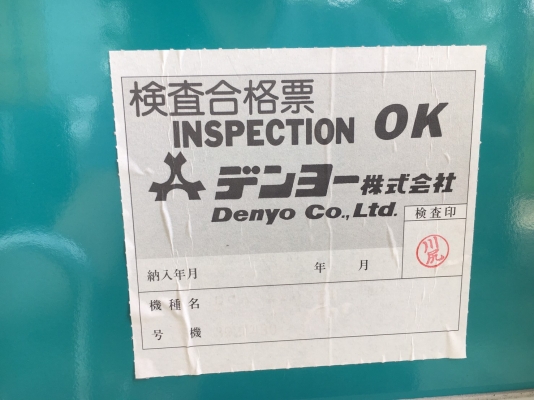 検査合格票
INSPECTION OK
デンヨー株式会社
Denyo Co.,Ltd.
検査印
川尻
納入年月 年 月
機種名
号機